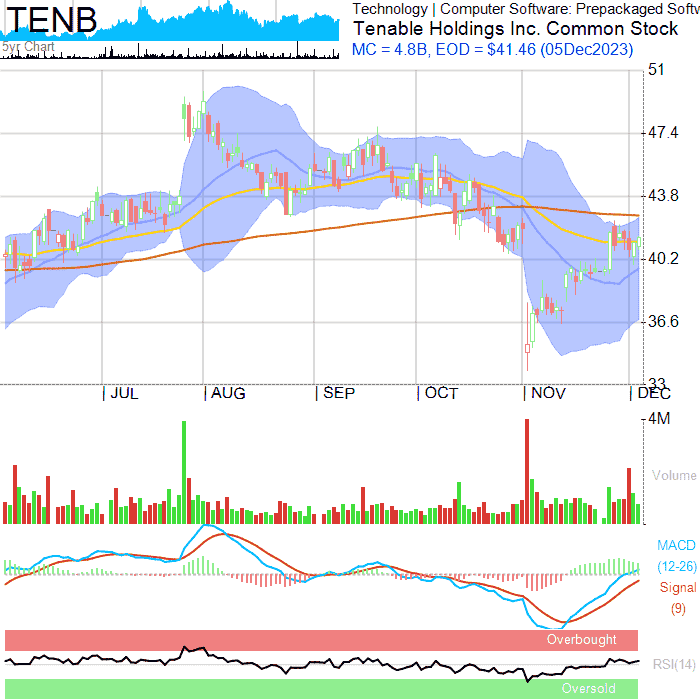 TENB
5yr Chart
Technology | Computer Software: Prepackaged Softw
Tenable Holdings Inc. Common Stock
MC = 4.8B, EOD = $41.46 (05Dec2023)
51
47.4
43.8
40.2
36.6
33
JUL AUG SEP OCT NOV DEC
4M
Volume
MACD
(12-26)
Signal
(9)
Overbought
RSI(14)
Oversold